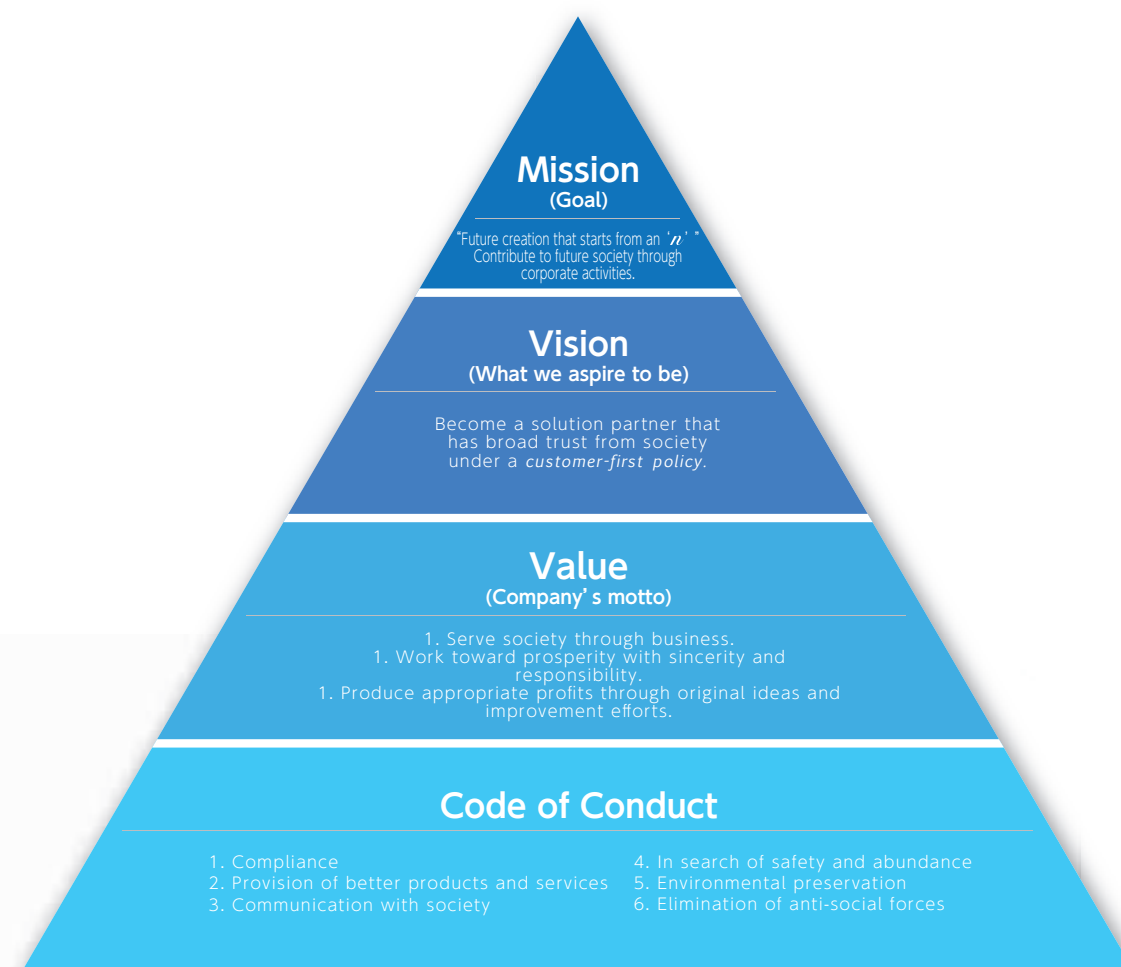 Mission
(Goal)
"Future creation that starts from an ‘n’ "
Contribute to future society through
corporate activities.
Vision
(What we aspire to be)
Become a solution partner that
has broad trust from society
under a customer-first policy.
Value
(Company’ s motto)
1. Serve society through business.
1. Work toward prosperity with sincerity and
responsibility.
1. Produce appropriate profits through original ideas and
improvement efforts.
Code of Conduct
1. Compliance
2. Provision of better products and services
3. Communication with society
4. In search of safety and abundance
5. Environmental preservation
6. Elimination of anti-social forces